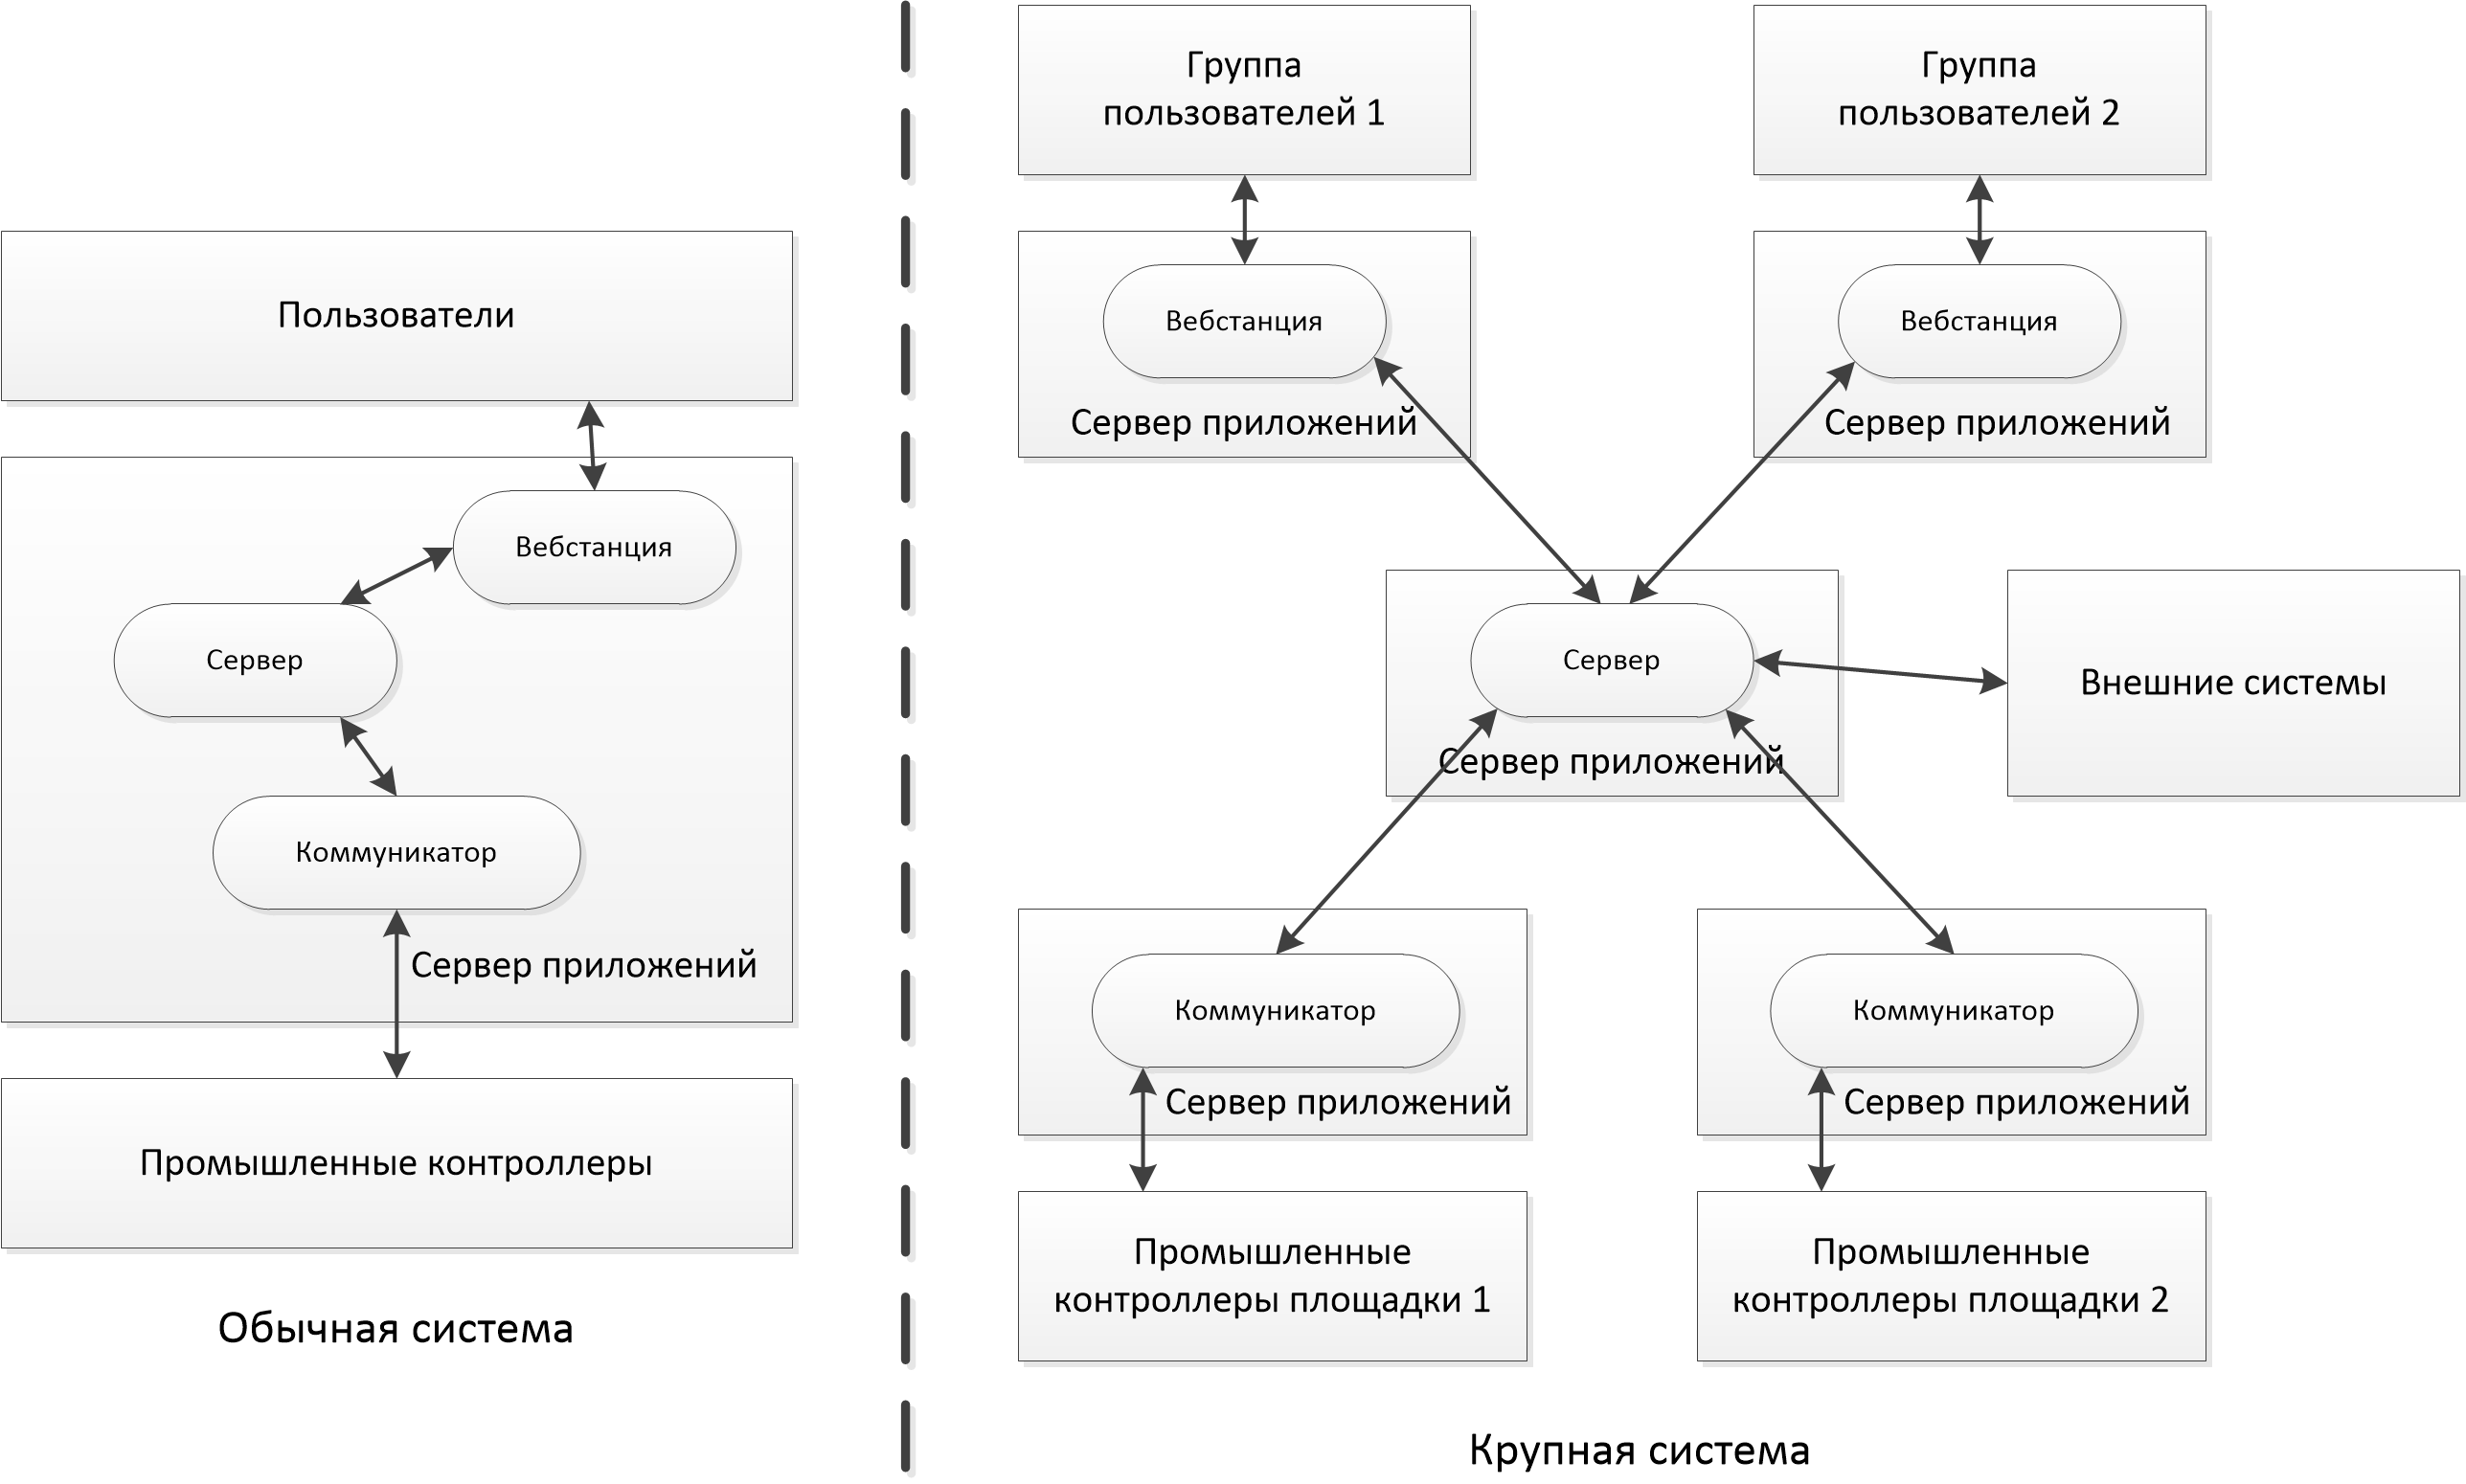 Пользователи
Вебстанция
Сервер
Коммуникатор
Сервер приложений
Промышленные контроллеры
Обычная система
Группа
пользователей 1
Группа
пользователей 2
Вебстанция
Сервер приложений
Вебстанция
Сервер приложений
Сервер
Сервер приложений
Внешние системы
Коммуникатор
Сервер приложений
Коммуникатор
Сервер приложений
Промышленные
контроллеры площадки 1
Промышленные
контроллеры площадки 2
Крупная система